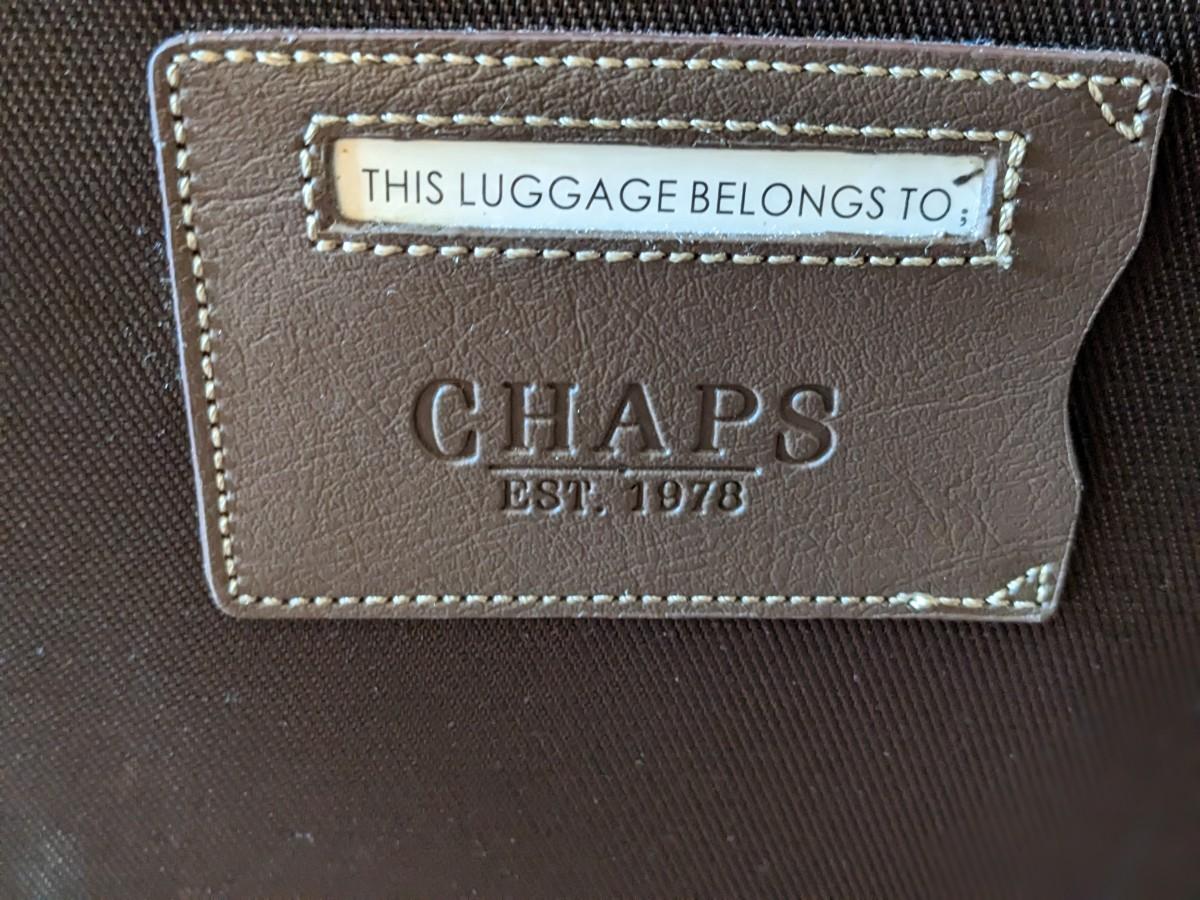 THIS LUGGAGE BELONGS TO;
CHAPS
EST. 1978